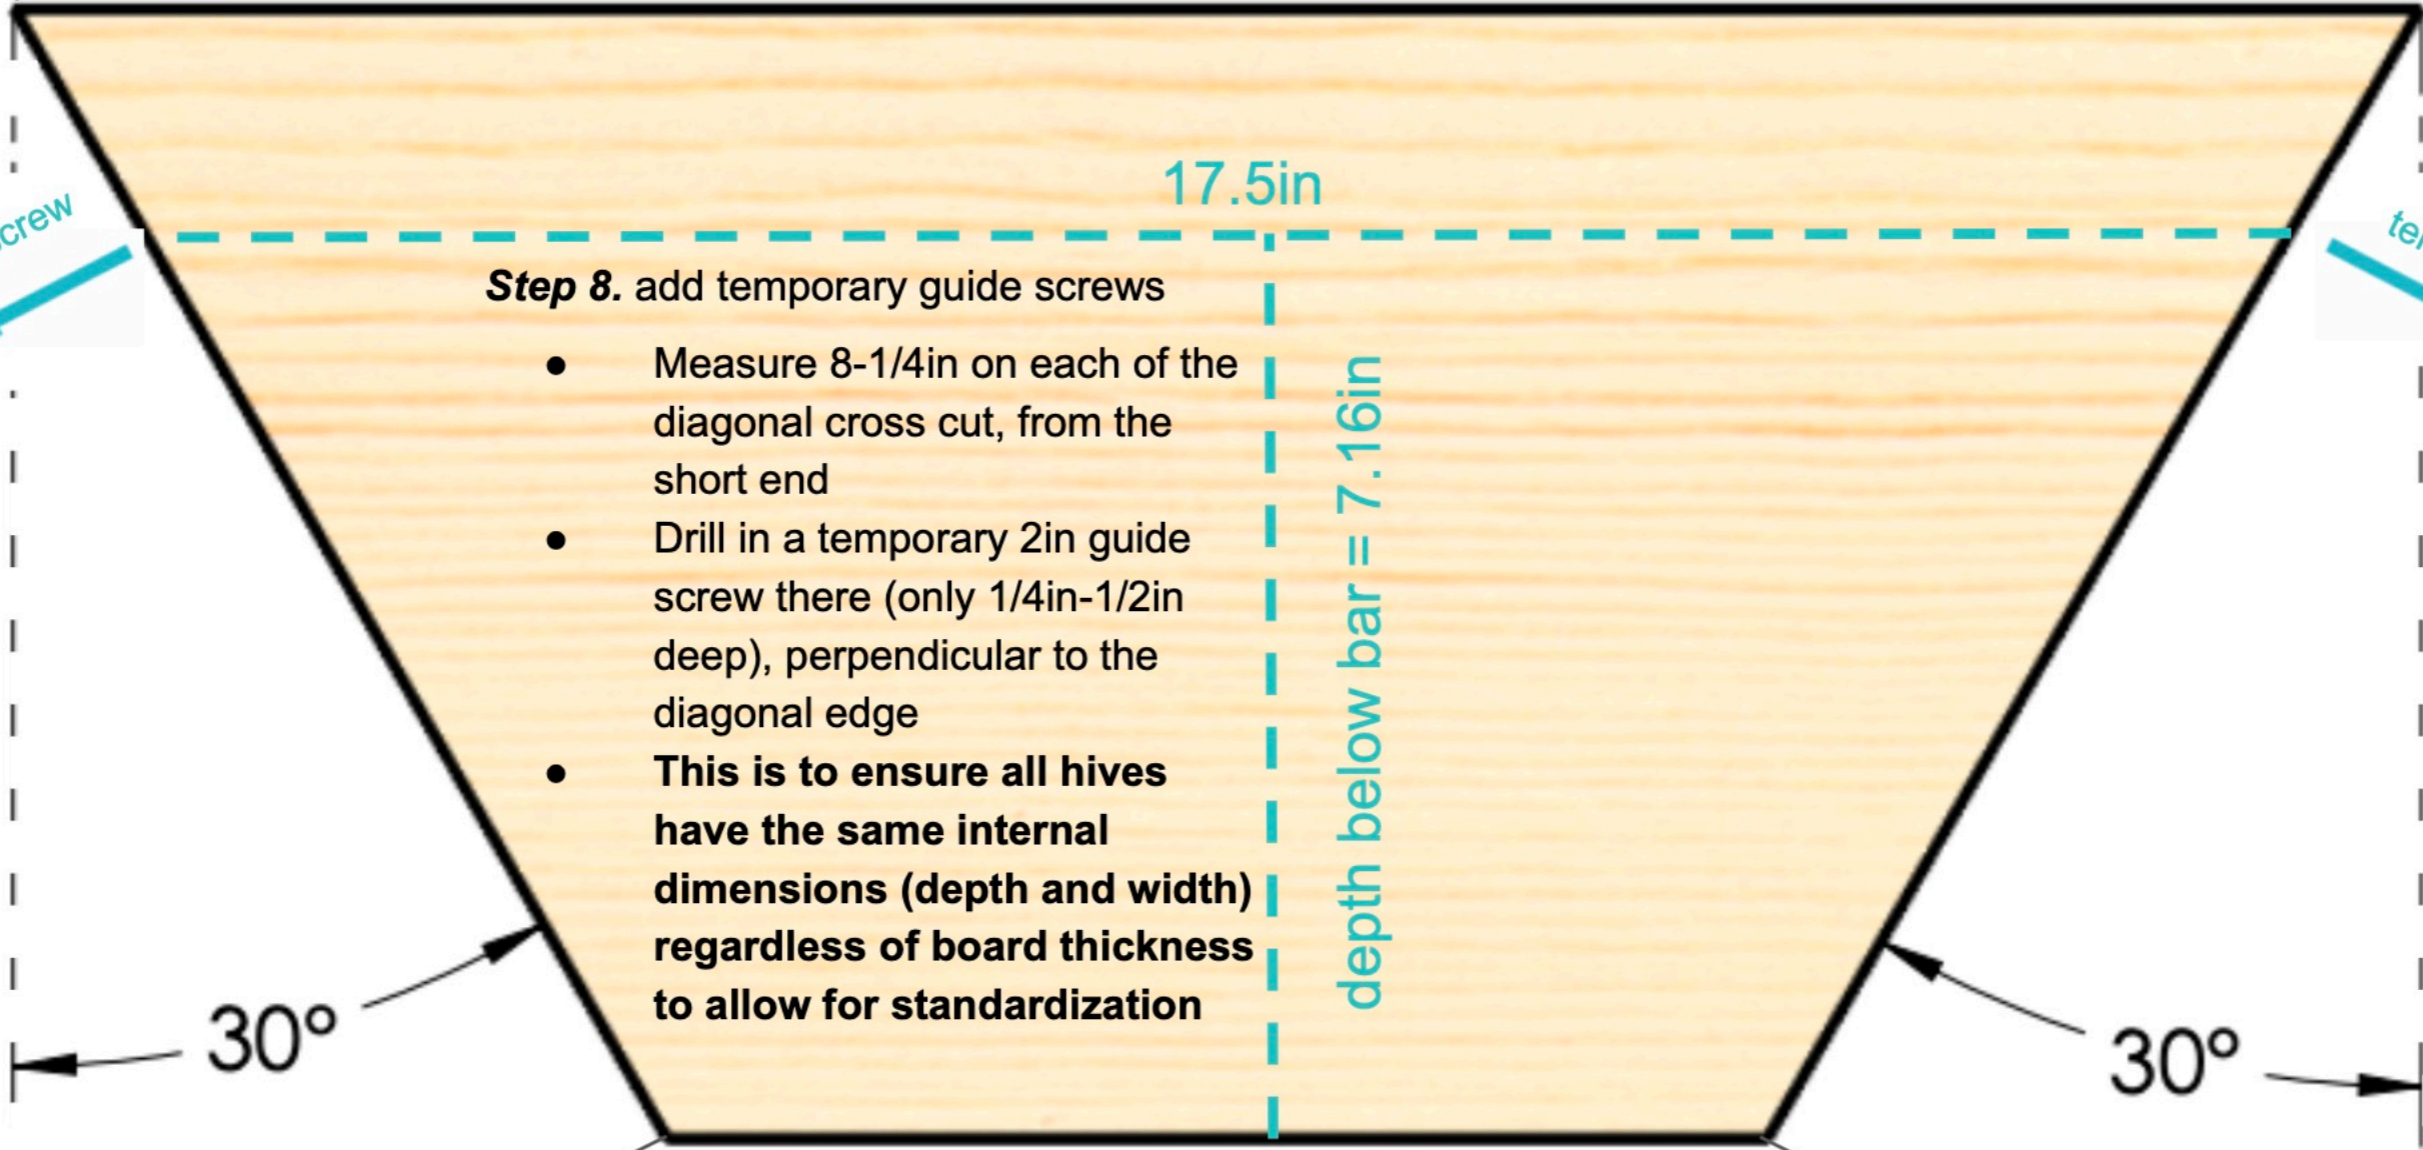 17.5in
crew
Step 8. add temporary guide screws
● Measure 8-1/4in on each of the
diagonal cross cut, from the
short end
● Drill in a temporary 2in guide
screw there (only 1/4in-1/2in
deep), perpendicular to the
diagonal edge
● This is to ensure all hives
have the same internal
dimensions (depth and width)
regardless of board thickness
to allow for standardization
depth below bar = 7.16in
30º
30º